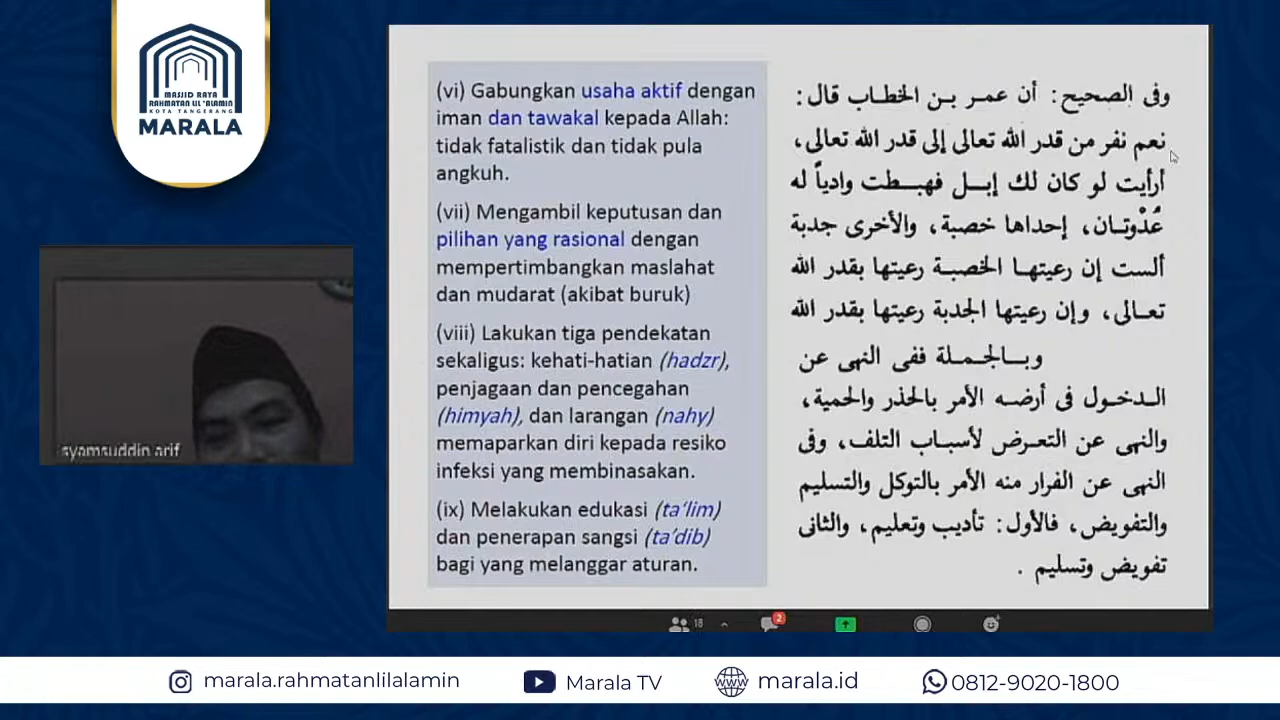 MASJID RAYA
RAHMATAN LIL 'ALAMIN
KOTA TANGERANG
MARALA
syamsuddin arif
(vi) Gabungkan usaha aktif dengan
iman dan tawakal kepada Allah:
tidak fatalistik dan tidak pula
angkuh.
(vii) Mengambil keputusan dan
pilihan yang rasional dengan
mempertimbangkan maslahat
dan mudarat (akibat buruk)
(viii) Lakukan tiga pendekatan
sekaligus: kehati-hatian (hadzr),
penjagaan dan pencegahan
(himyah), dan larangan (nahy)
memaparkan diri kepada resiko
infeksi yang membinasakan.
(ix) Melakukan edukasi (ta'lim)
dan penerapan sangsi (ta'dib)
bagi yang melanggar aturan.
وفى الصحيح: أن عمر بن الخطاب قال:
نعم نفر من قدر الله تعالى إلى قدر الله تعالى،
أرأيت لو كان لك إبل فهبطت وادياً له
عُدْوتان، إحداها خصبة، والأخرى جدبة
ألست إن رعيتها الخصبة رعيتها بقدر الله
تعالى، وإن رعيتها الجدبة رعيتها بقدر الله
وبالجملة ففى النهى عن
الدخول فى أرضه الأمر بالحذر والحمية،
والنهى عن التعرض لأسباب التلف، وفى
النهى عن الفرار منه الأمر بالتوكل والتسليم
والتفويض، فالأول: تأديب وتعليم، والثانى
تفويض وتسليم .
18
2
marala.rahmatanlilalamin
Marala TV
www
marala.id
0812-9020-1800